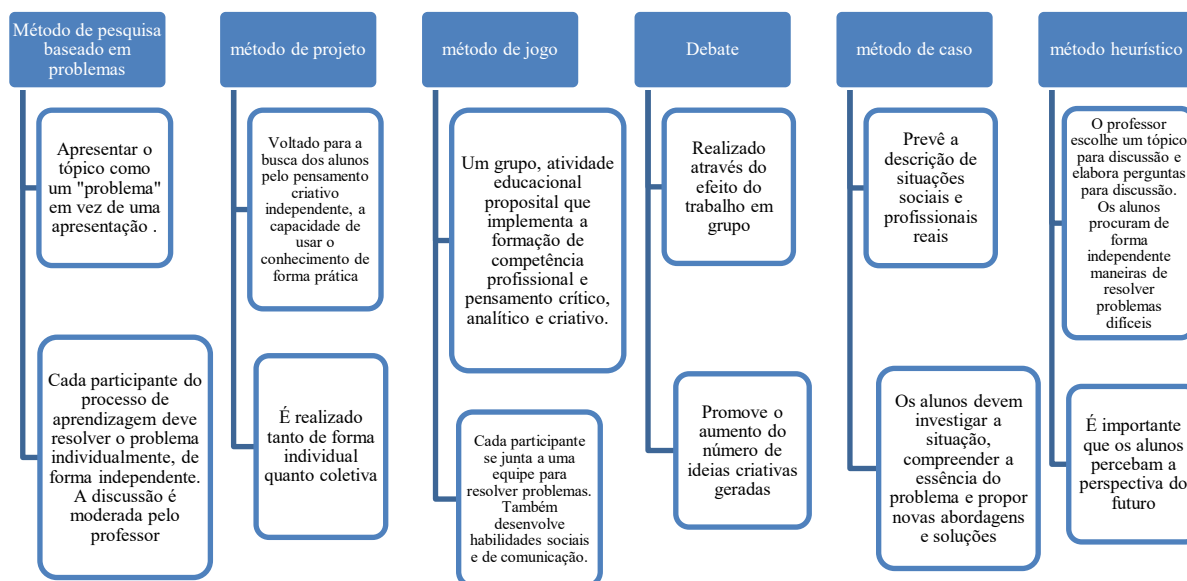 Método de pesquisa
baseado em
problemas
Apresentar o
tópico como
um "problema"
em vez de uma
apresentação .
Cada participante do
processo de
aprendizagem deve
resolver o problema
individualmente, de
forma independente.
A discussão é
moderada pelo
professor
método de projeto
Voltado para a
busca dos alunos
pelo pensamento
criativo
independente, a
capacidade de
usar o
conhecimento de
forma prática
É realizado
tanto de forma
individual
quanto coletiva
método de jogo
Um grupo, atividade
educacional
proposital que
implementa a
formação de
competência
profissional e
pensamento crítico,
analítico e criativo.
Cada participante
se junta a uma
equipe para
resolver problemas.
Também
desenvolve
habilidades sociais
e de comunicação.
Debate
Realizado
através do
efeito do
trabalho em
grupo
Promove o
aumento do
número de
ideias criativas
geradas
método de caso
Prevê a
descrição de
situações
sociais e
profissionais
reais
Os alunos devem
investigar a
situação,
compreender a
essência do
problema e propor
novas abordagens
e soluções
método heurístico
O professor
escolhe um tópico
para discussão e
elabora perguntas
para discussão.
Os alunos
procuram de
forma
independente
maneiras de
resolver
problemas
difíceis
É importante
que os alunos
percebam a
perspectiva do
futuro